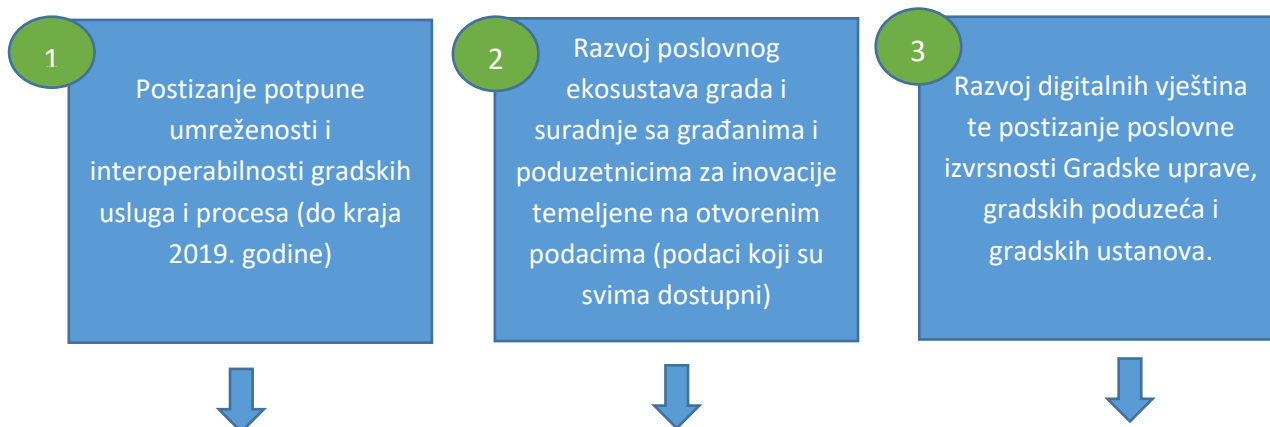 1
Postizanje potpune
umreženosti i
interoperabilnosti gradskih
usluga i procesa (do kraja
2019. godine)
2
Razvoj poslovnog
ekosustava grada i
suradnje sa građanima i
poduzetnicima za inovacije
temeljene na otvorenim
podacima (podaci koji su
svima dostupni)
3
Razvoj digitalnih vještina
te postizanje poslovne
izvrsnosti Gradske uprave,
gradskih poduzeća i
gradskih ustanova.